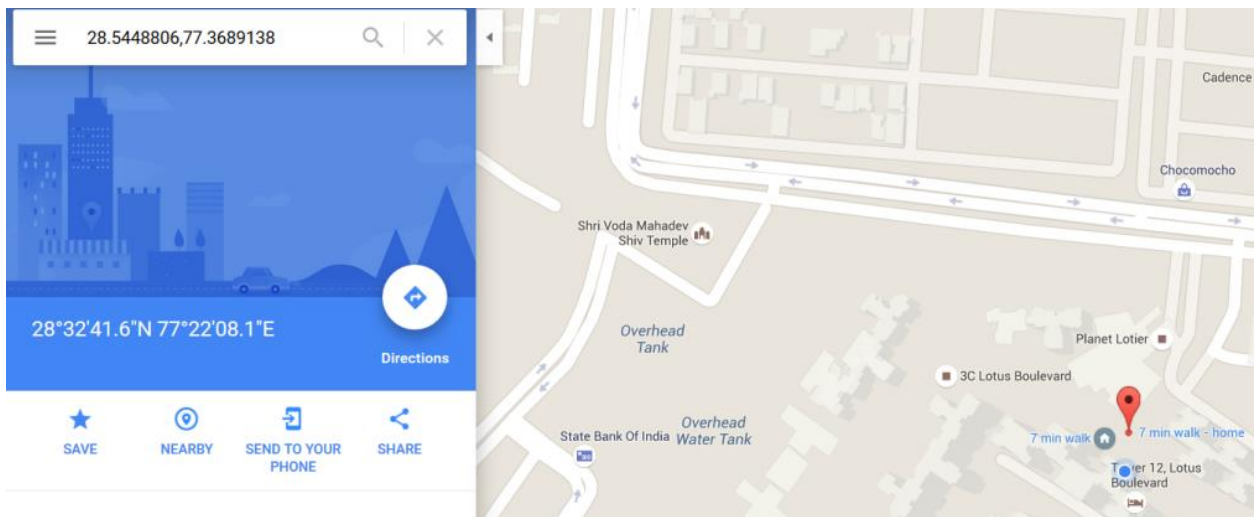 28.5448806,77.3689138
28°32'41.6"N 77°22'08.1"E
Directions
SAVE
NEARBY
SEND TO YOUR
PHONE
SHARE
Cadence
Chocomocho
Shri Voda Mahadev
Shiv Temple
Overhead
Tank
Planet Lotier
3C Lotus Boulevard
State Bank Of India
Overhead
Water Tank
7 min walk
7 min walk - home
12, Lotus
Boulevard